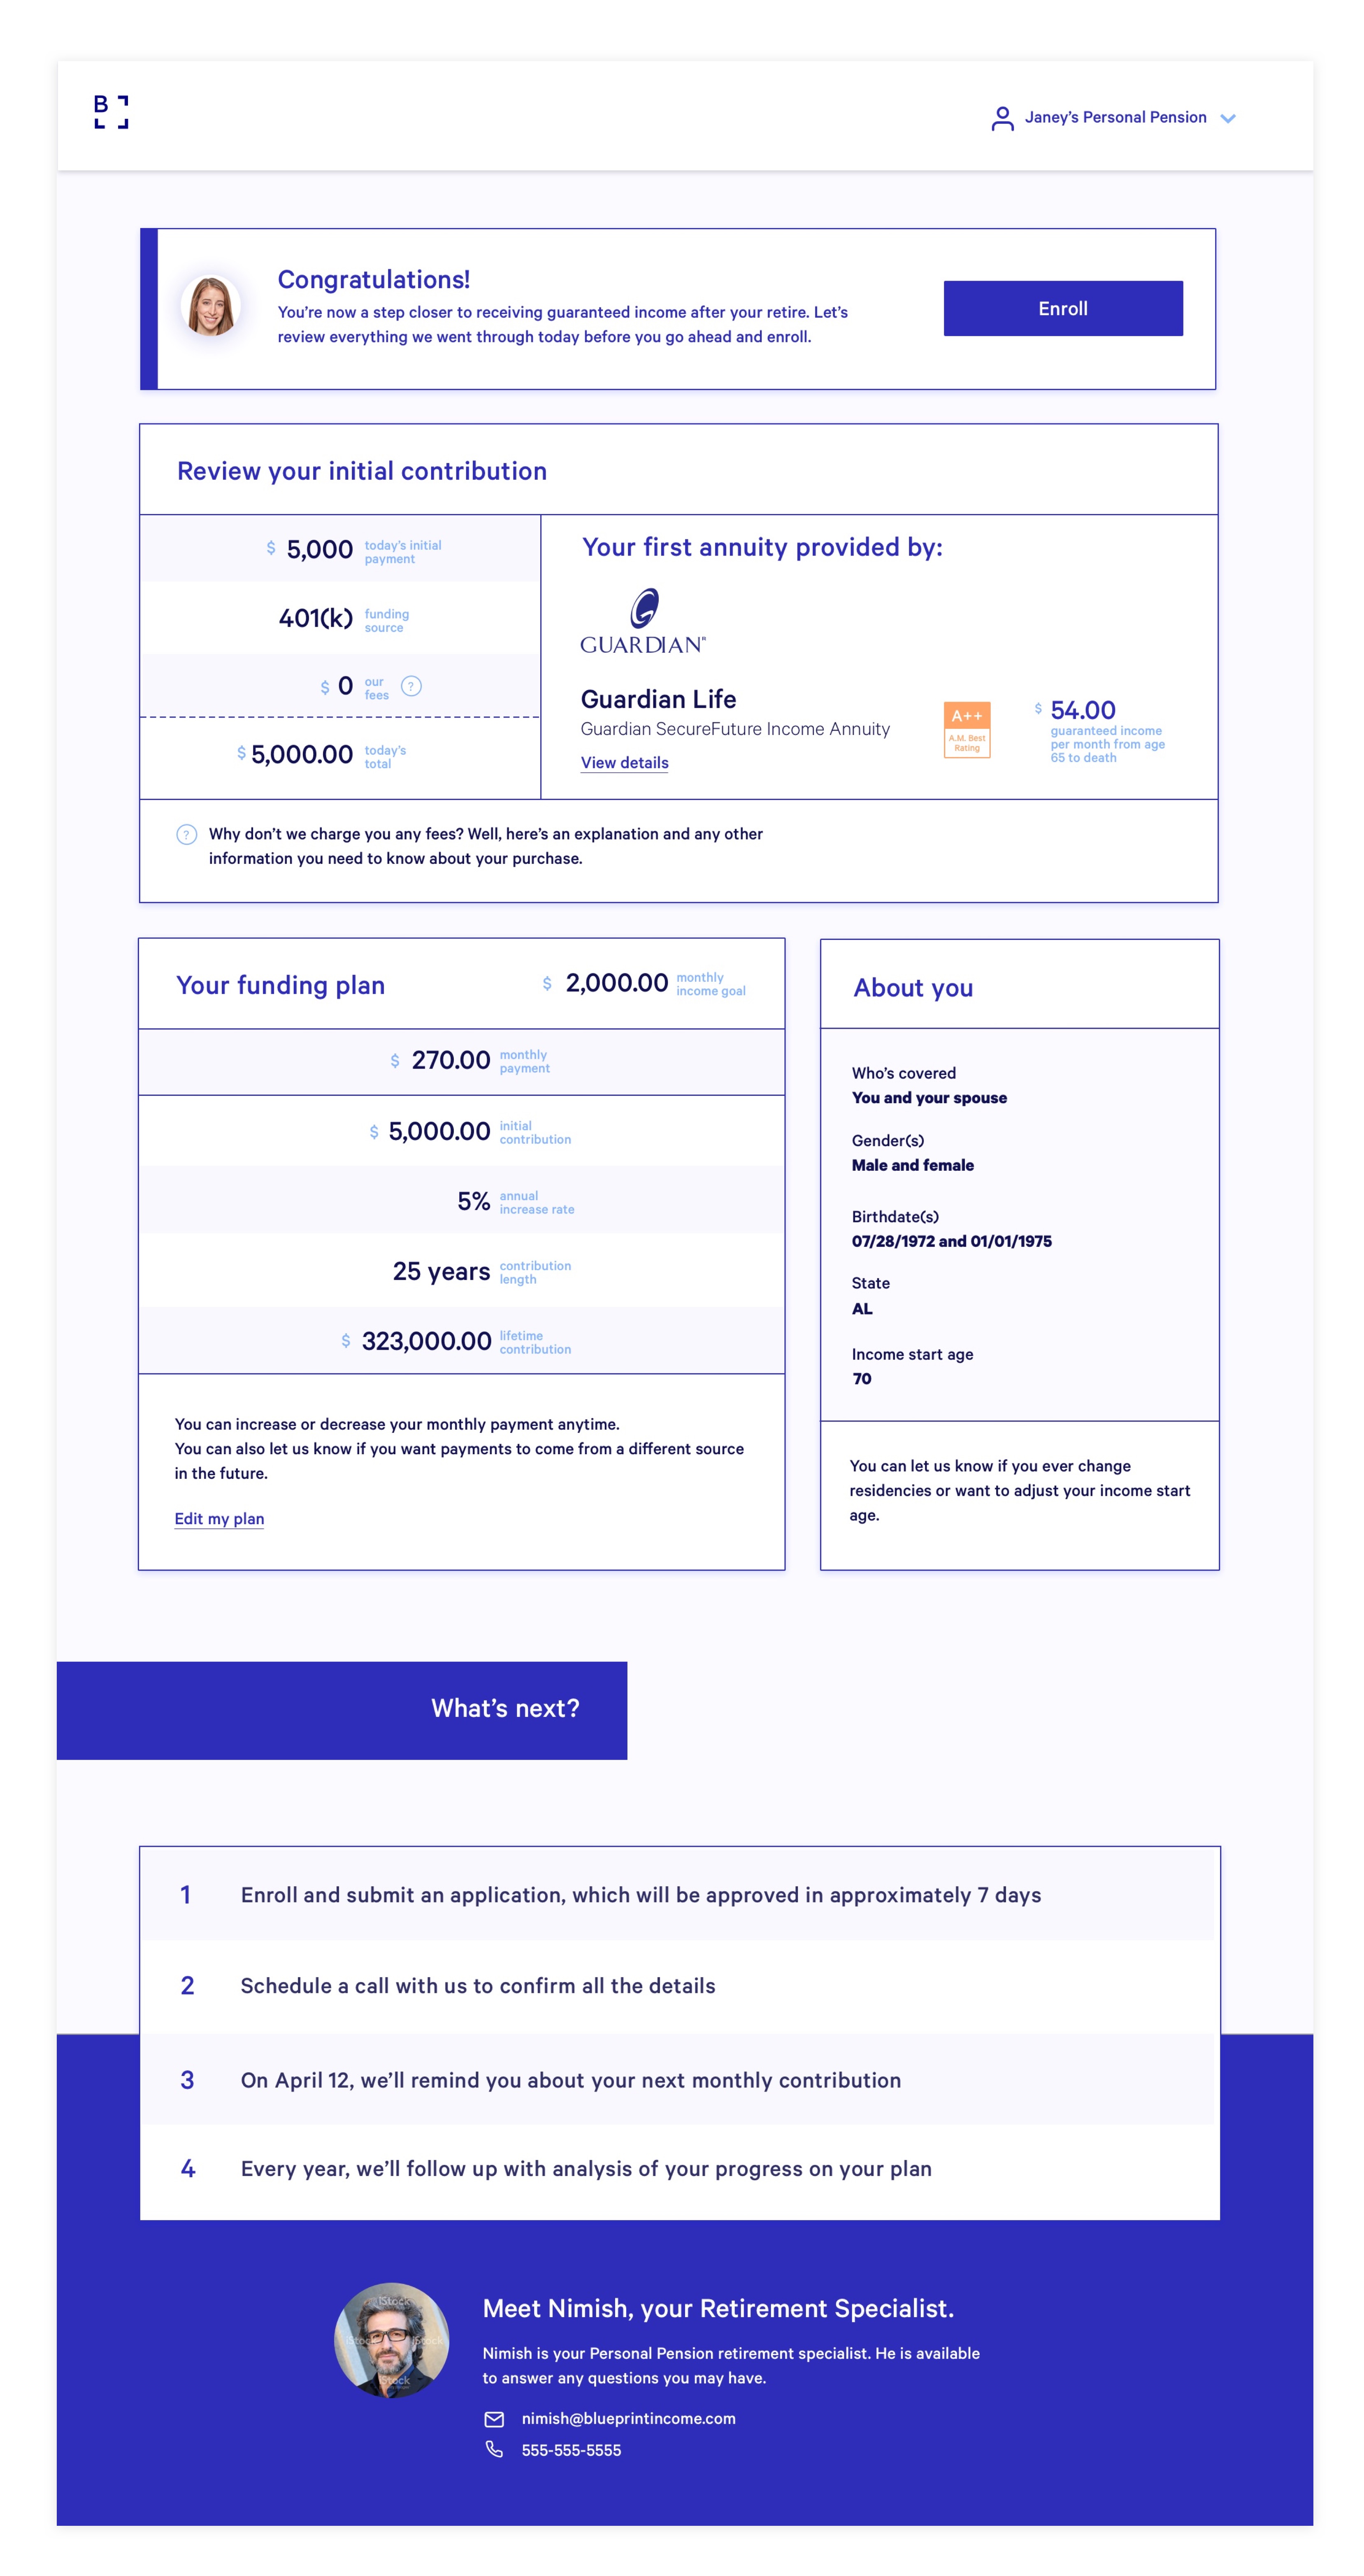 B
Janey’s Personal Pension
Congratulations!
You’re now a step closer to receiving guaranteed income after your retire. Let’s
review everything we went through today before you go ahead and enroll.
Enroll
Review your initial contribution
$ 5,000 today’s initial
payment
401(k) funding
source
$ 0 our
fees ?
$ 5,000.00 today’s
total
Your first annuity provided by:
G
GUARDIAN®
Guardian Life
Guardian SecureFuture Income Annuity
View details
A++
A.M. Best
Rating
$ 54.00
guaranteed income
per month from age
65 to death
? Why don’t we charge you any fees? Well, here’s an explanation and any other
information you need to know about your purchase.
Your funding plan
$ 2,000.00 monthly
income goal
$ 270.00 monthly
payment
$ 5,000.00 initial
contribution
5% annual
increase rate
25 years contribution
length
$ 323,000.00 lifetime
contribution
You can increase or decrease your monthly payment anytime.
You can also let us know if you want payments to come from a different source
in the future.
Edit my plan
About you
Who’s covered
You and your spouse
Gender(s)
Male and female
Birthdate(s)
07/28/1972 and 01/01/1975
State
AL
Income start age
70
You can let us know if you ever change
residencies or want to adjust your income start
age.
What’s next?
1 Enroll and submit an application, which will be approved in approximately 7 days
2 Schedule a call with us to confirm all the details
3 On April 12, we’ll remind you about your next monthly contribution
4 Every year, we’ll follow up with analysis of your progress on your plan
iStock
iStock
iStock
iStock
Meet Nimish, your Retirement Specialist.
Nimish is your Personal Pension retirement specialist. He is available
to answer any questions you may have.
nimish@blueprintincome.com
555-555-5555